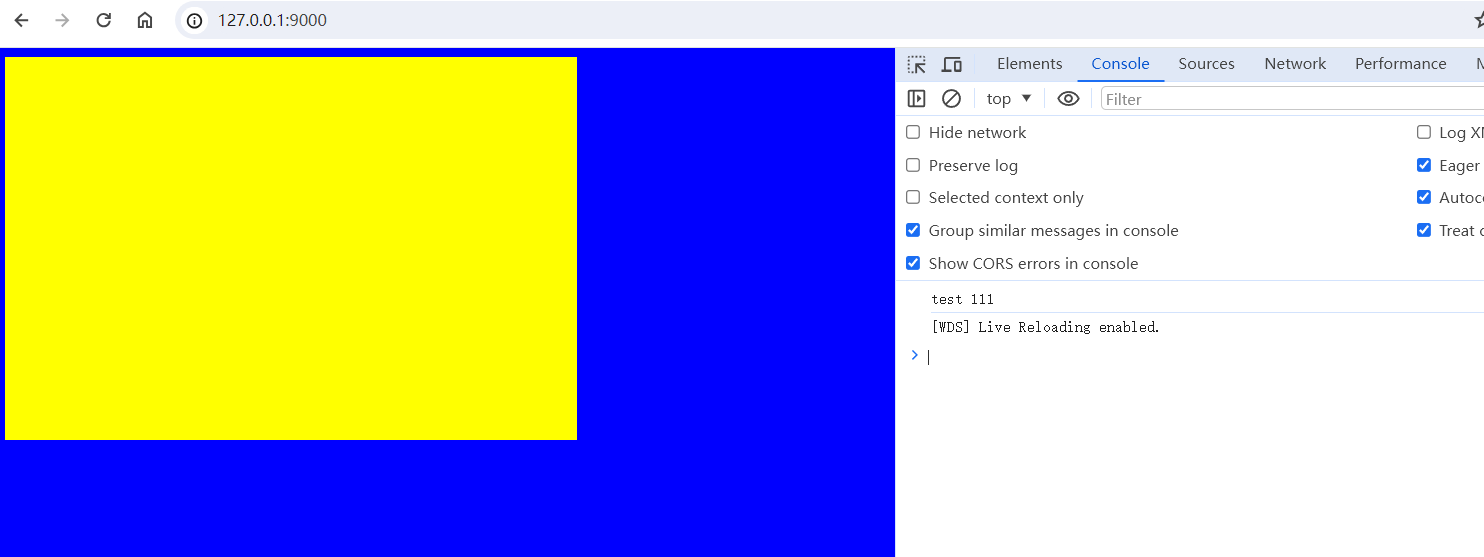 127.0.0.1:9000
Elements Console Sources Network Performance
top Filter
Hide network Log
Preserve log Eager
Selected context only
Group similar messages in console Treat
Show CORS errors in console
test 111
[WDS] Live Reloading enabled.